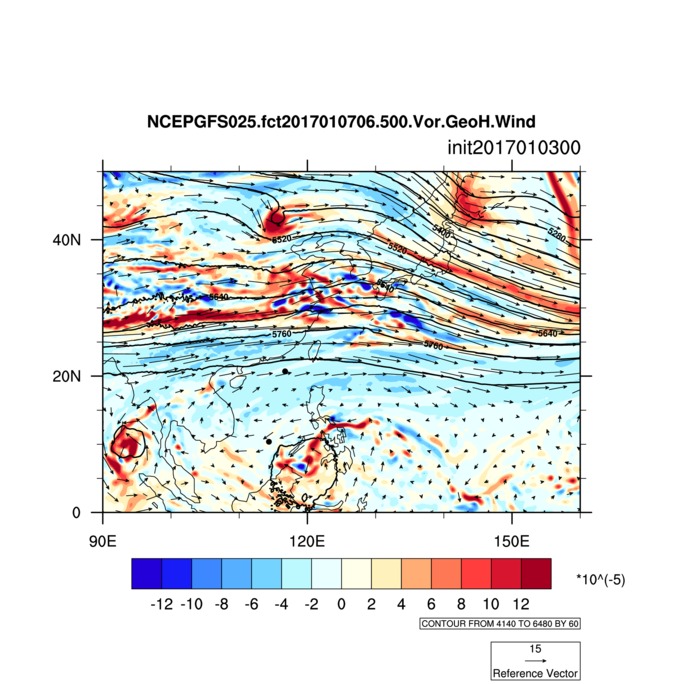 NCEPGFS025.fct2017010706.500.Vor.GeoH.Wind
init2017010300
40N
20N
0
90E 120E 150E
5520
5520
5400
5280
5640
5640
5640
5760
5760
-12 -10 -8 -6 -4 -2 0 2 4 6 8 10 12
*10^(-5)
CONTOUR FROM 4140 TO 6480 BY 60
15
Reference Vector